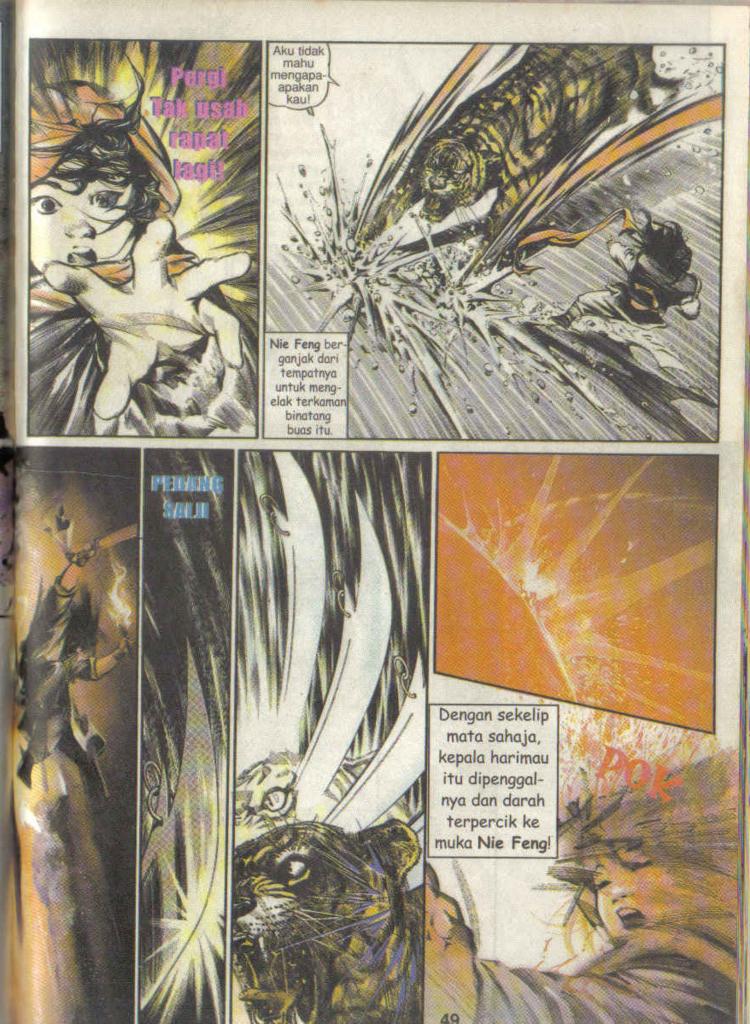 Pergi
Tak usah
rapat
lagi!
Aku tidak
mahu
mengapa-
apakan
kau!
Nie Feng ber-
ganjak dari
tempatnya
untuk meng-
elak terkaman
binatang
buas itu.
PEDANG
SALJI
Dengan sekelip
mata sahaja,
kepala harimau
itu dipenggal-
nya dan darah
terpercik ke
muka Nie Feng!
POK
49